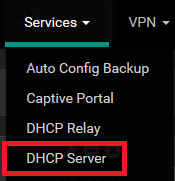 Services VPN
Auto Config Backup
Captive Portal
DHCP Relay
DHCP Server